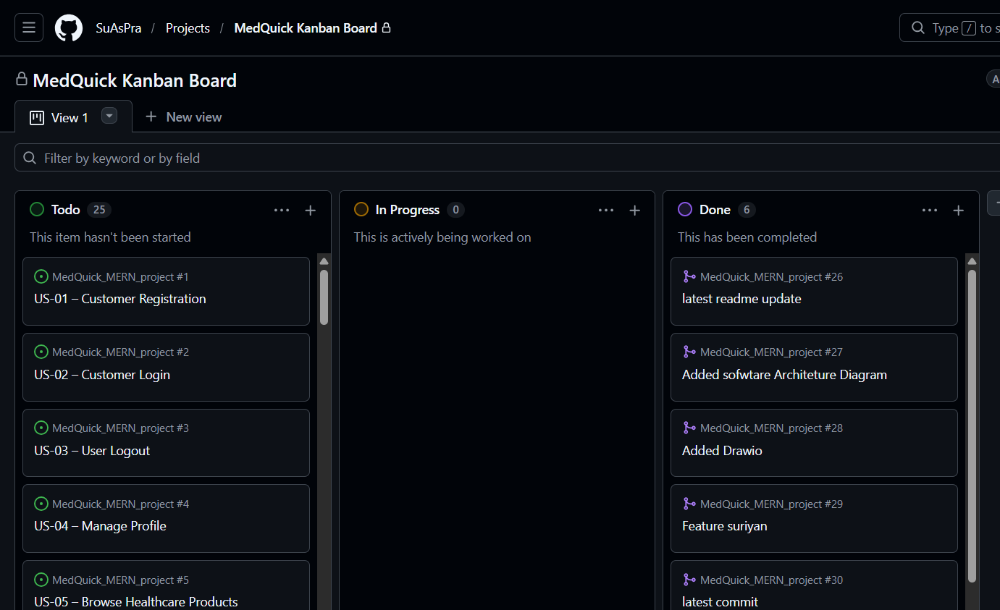 SuAsPra / Projects / MedQuick Kanban Board
Type / to s
MedQuick Kanban Board
A
View 1
New view
Filter by keyword or by field
Todo 25
This item hasn't been started
MedQuick_MERN_project #1
US-01 – Customer Registration
MedQuick_MERN_project #2
US-02 – Customer Login
MedQuick_MERN_project #3
US-03 – User Logout
MedQuick_MERN_project #4
US-04 – Manage Profile
MedQuick_MERN_project #5
US-05 – Browse Healthcare Products
In Progress 0
This is actively being worked on
Done 6
This has been completed
MedQuick_MERN_project #26
latest readme update
MedQuick_MERN_project #27
Added sofwtare Architeture Diagram
MedQuick_MERN_project #28
Added Drawio
MedQuick_MERN_project #29
Feature suriyan
MedQuick_MERN_project #30
latest commit